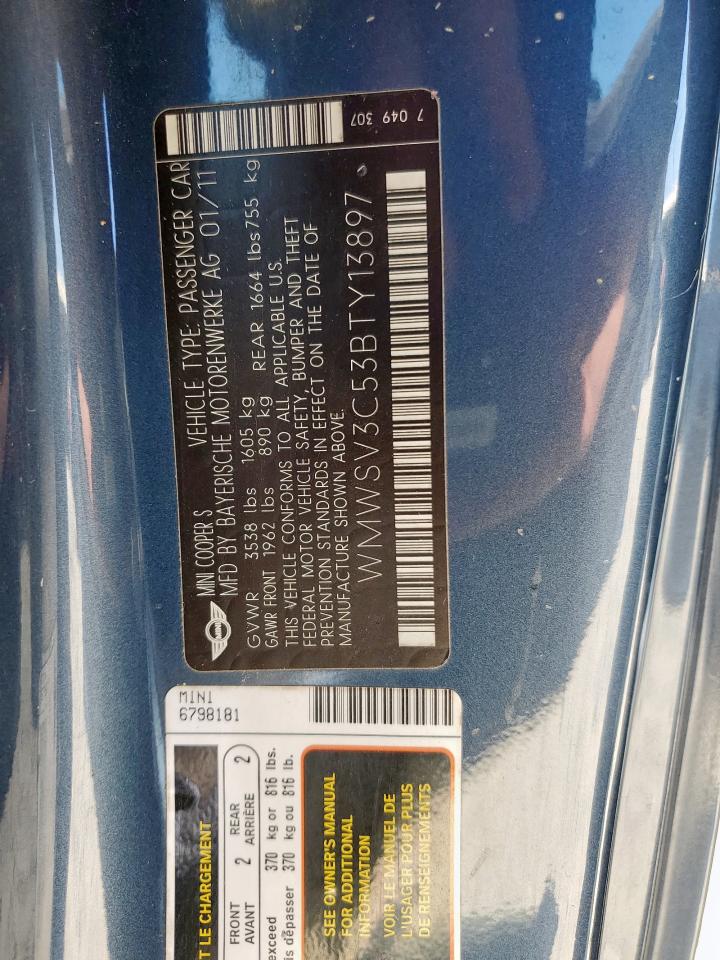 MINI COOPER S VEHICLE TYPE: PASSENGER CAR
MFD BY BAYERISCHE MOTORENWERKE AG 01/11
GVWR 3538 lbs 1605 kg
GAWR FRONT 1962 lbs 890 kg REAR 1664 lbs 755 kg
THIS VEHICLE CONFORMS TO ALL APPLICABLE U.S.
FEDERAL MOTOR VEHICLE SAFETY, BUMPER AND THEFT
PREVENTION STANDARDS IN EFFECT ON THE DATE OF
MANUFACTURE SHOWN ABOVE.
WMWSV3C53BTY13897
7 049 307
MINI
6798181
T LE CHARGEMENT
FRONT 2 REAR 2
AVANT ARRIÈRE
exceed 370 kg or 816 lbs.
is dépasser 370 kg ou 816 lb.
SEE OWNER'S MANUAL
FOR ADDITIONAL
INFORMATION
VOIR LE MANUEL DE
L'USAGER POUR PLUS
DE RENSEIGNEMENTS